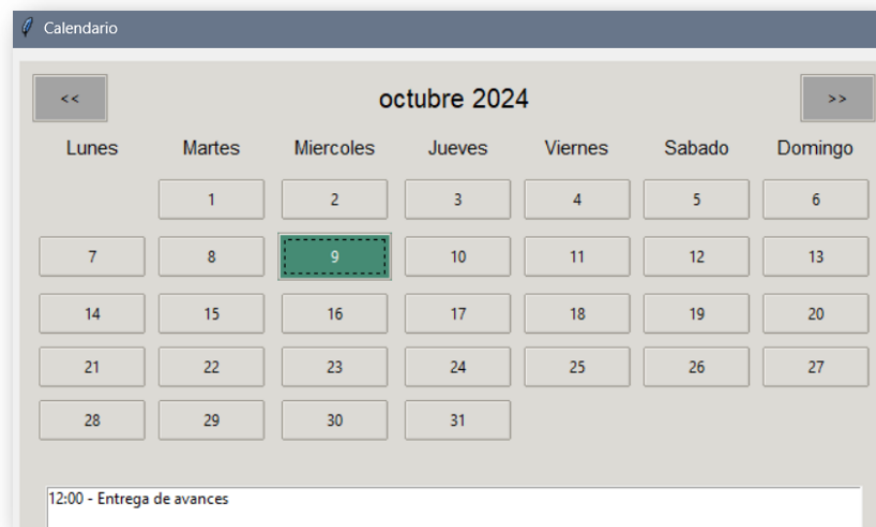 Calendario
<< octubre 2024 >>
Lunes Martes Miercoles Jueves Viernes Sabado Domingo
1 2 3 4 5 6
7 8 9 10 11 12 13
14 15 16 17 18 19 20
21 22 23 24 25 26 27
28 29 30 31
12:00 - Entrega de avances